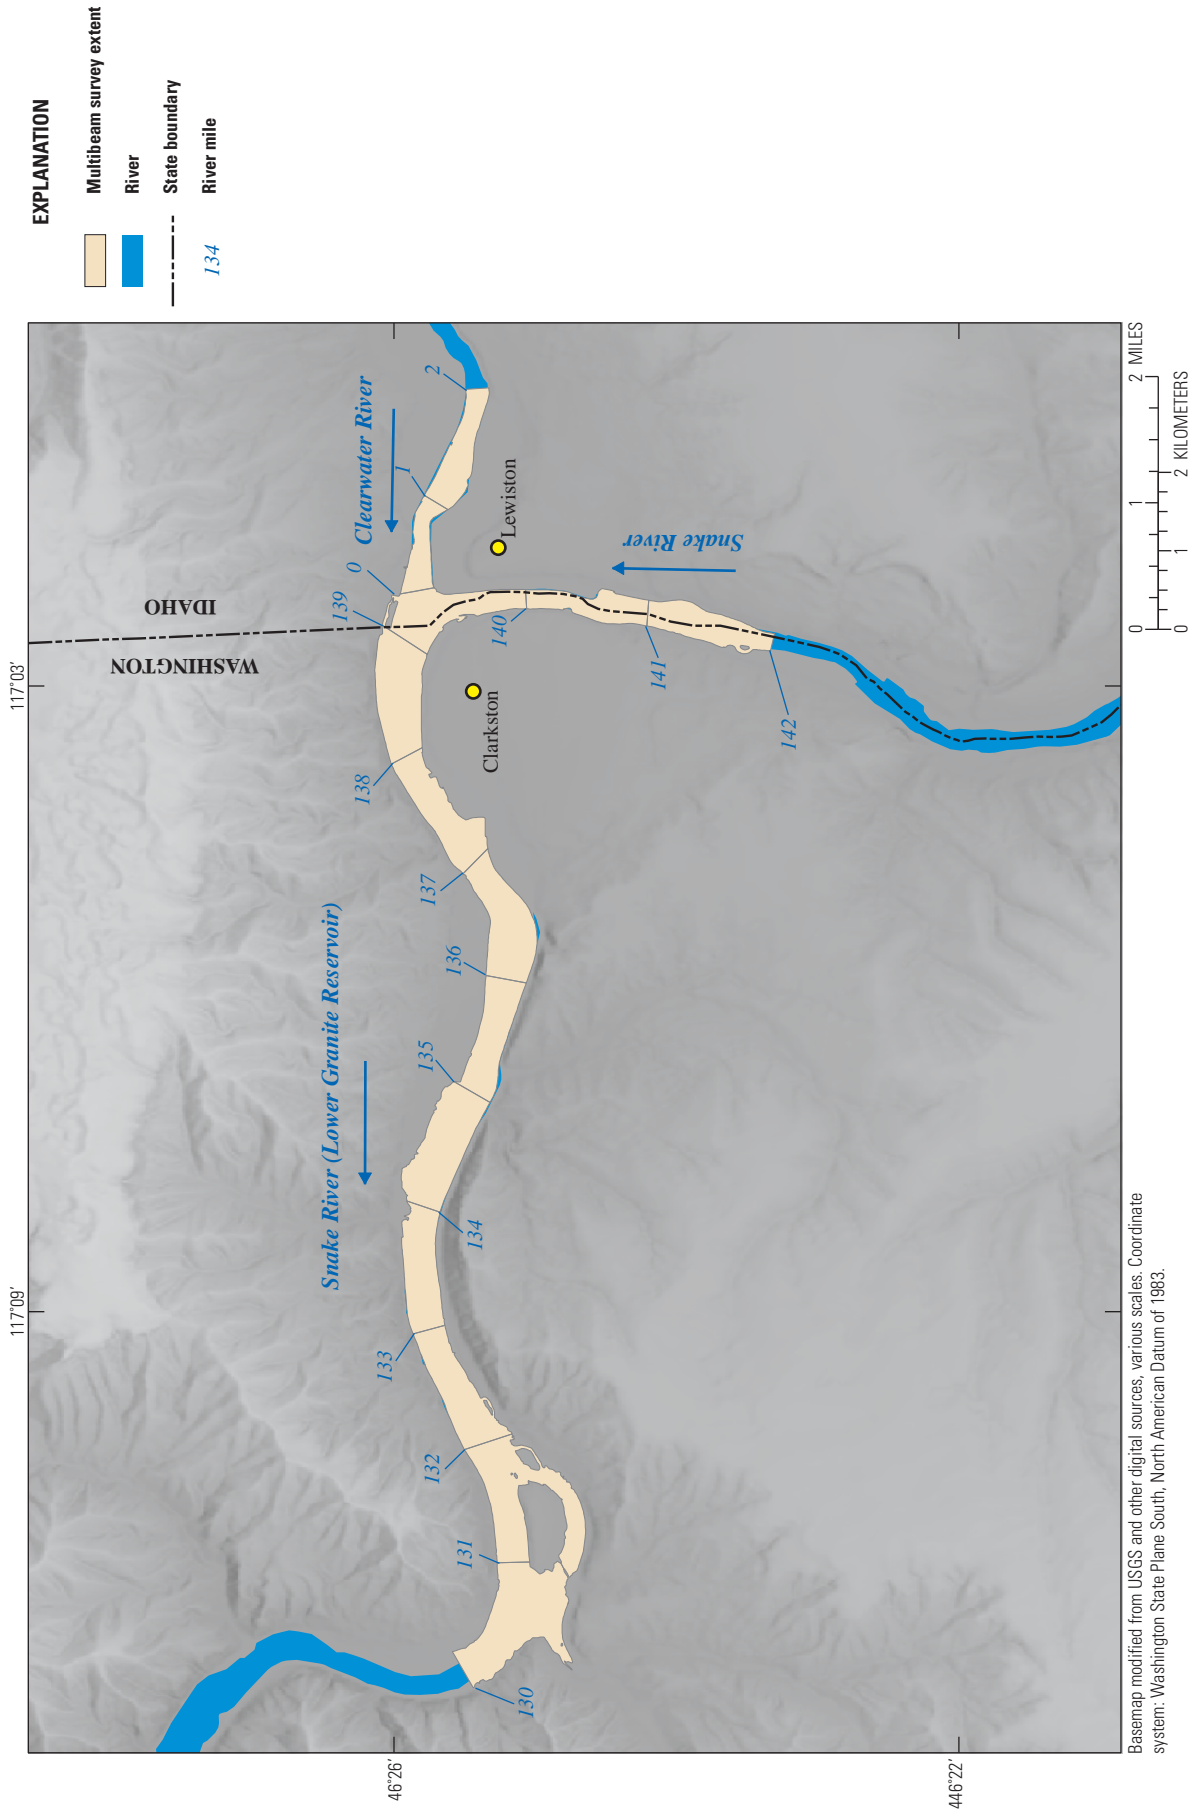 EXPLANATION
Multibeam survey extent
River
State boundary
134
River mile
117°09′
117°03′
46°26′
446°22′
WASHINGTON
IDAHO
Snake River (Lower Granite Reservoir)
Clearwater River
Snake River
Clarkston
Lewiston
130
131
132
133
134
135
136
137
138
139
0
1
2
140
141
142
0
1
2 MILES
0
1
2 KILOMETERS
Basemap modified from USGS and other digital sources, various scales. Coordinate
system: Washington State Plane South, North American Datum of 1983.